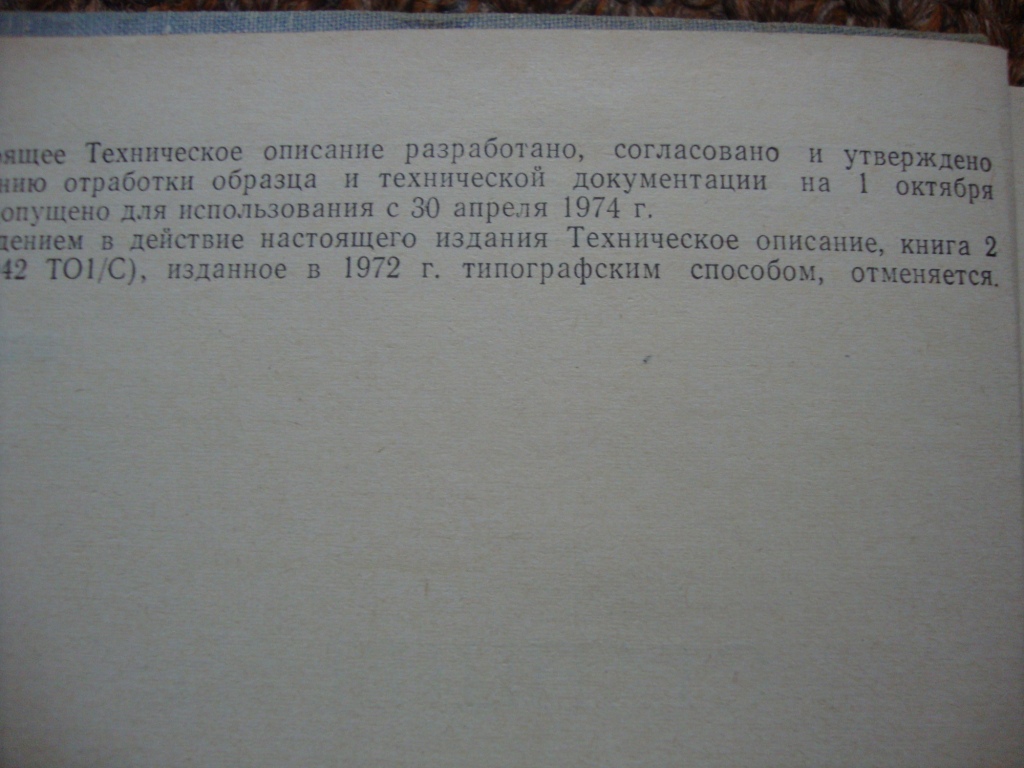 оящее Техническое описание разработано, согласовано и утверждено
нию отработки образца и технической документации на 1 октября
опущено для использования с 30 апреля 1974 г.
дением в действие настоящего издания Техническое описание, книга 2
42 ТО1/С), изданное в 1972 г. типографским способом, отменяется.